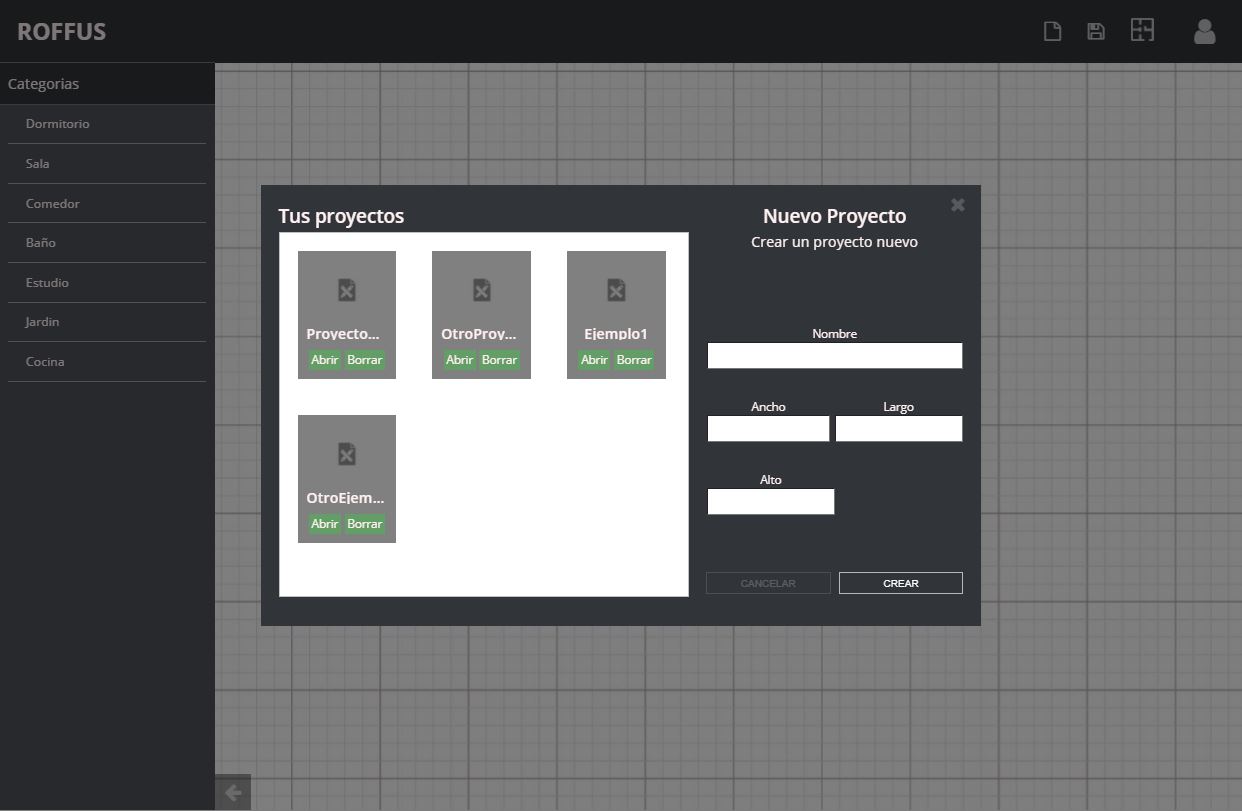 ROFFUS
Categorias
Dormitorio
Sala
Comedor
Baño
Estudio
Jardin
Cocina
Tus proyectos
Proyecto...
OtroProy...
Ejemplo1
Abrir Borrar
Abrir Borrar
Abrir Borrar
OtroEjem...
Abrir Borrar
Nuevo Proyecto
Crear un proyecto nuevo
Nombre
Ancho
Largo
Alto
CANCELAR
CREAR